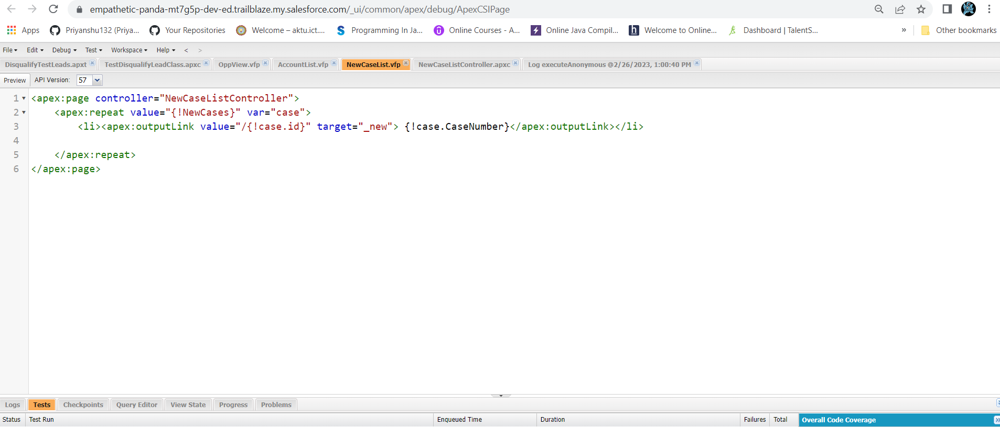 empathetic-panda-mt7g5p-dev-ed.trailblaze.my.salesforce.com/_ui/common/apex/debug/ApexCSIPage
Apps Priyanshu132 (Priya... Your Repositories Welcome – aktu.ict.... Programming In Ja... Online Courses - A... Online Java Compil... Welcome to Online... Dashboard | TalentS... » Other bookmarks
File Edit Debug Test Workspace Help < >
DisqualifyTestLeads.apxt TestDisqualifyLeadClass.apxc OppView.vfp AccountList.vfp NewCaseList.vfp NewCaseListController.apxc Log executeAnonymous @2/26/2023, 1:00:40 PM
Preview API Version: 57
1 <apex:page controller="NewCaseListController">
2 <apex:repeat value="{!NewCases}" var="case">
3 <li><apex:outputLink value="/{!case.id}" target="_new"> {!case.CaseNumber}</apex:outputLink></li>
4
5 </apex:repeat>
6 </apex:page>
Logs Tests Checkpoints Query Editor View State Progress Problems
Status Test Run Enqueued Time Duration Failures Total Overall Code Coverage